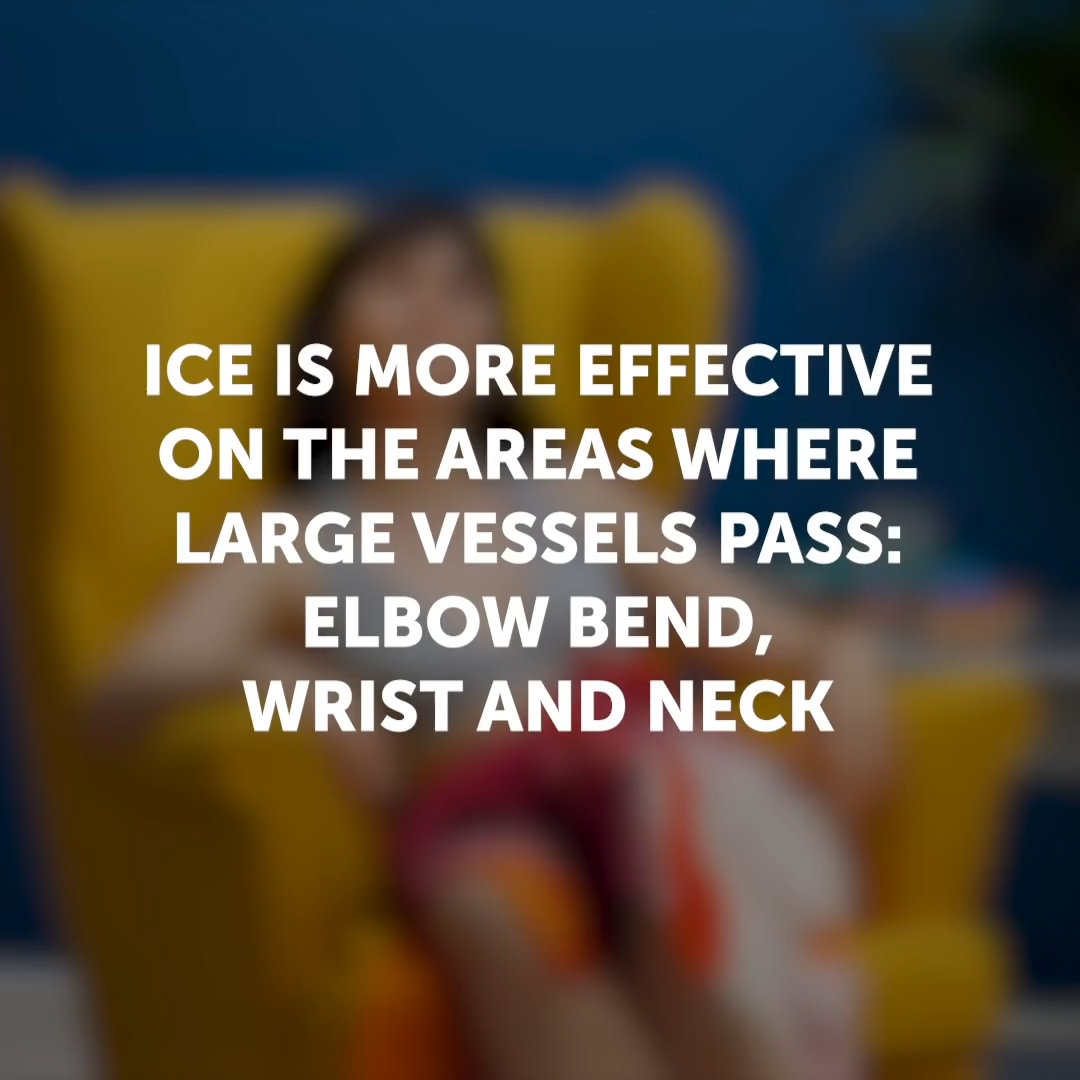 ICE IS MORE EFFECTIVE
ON THE AREAS WHERE
LARGE VESSELS PASS:
ELBOW BEND,
WRIST AND NECK